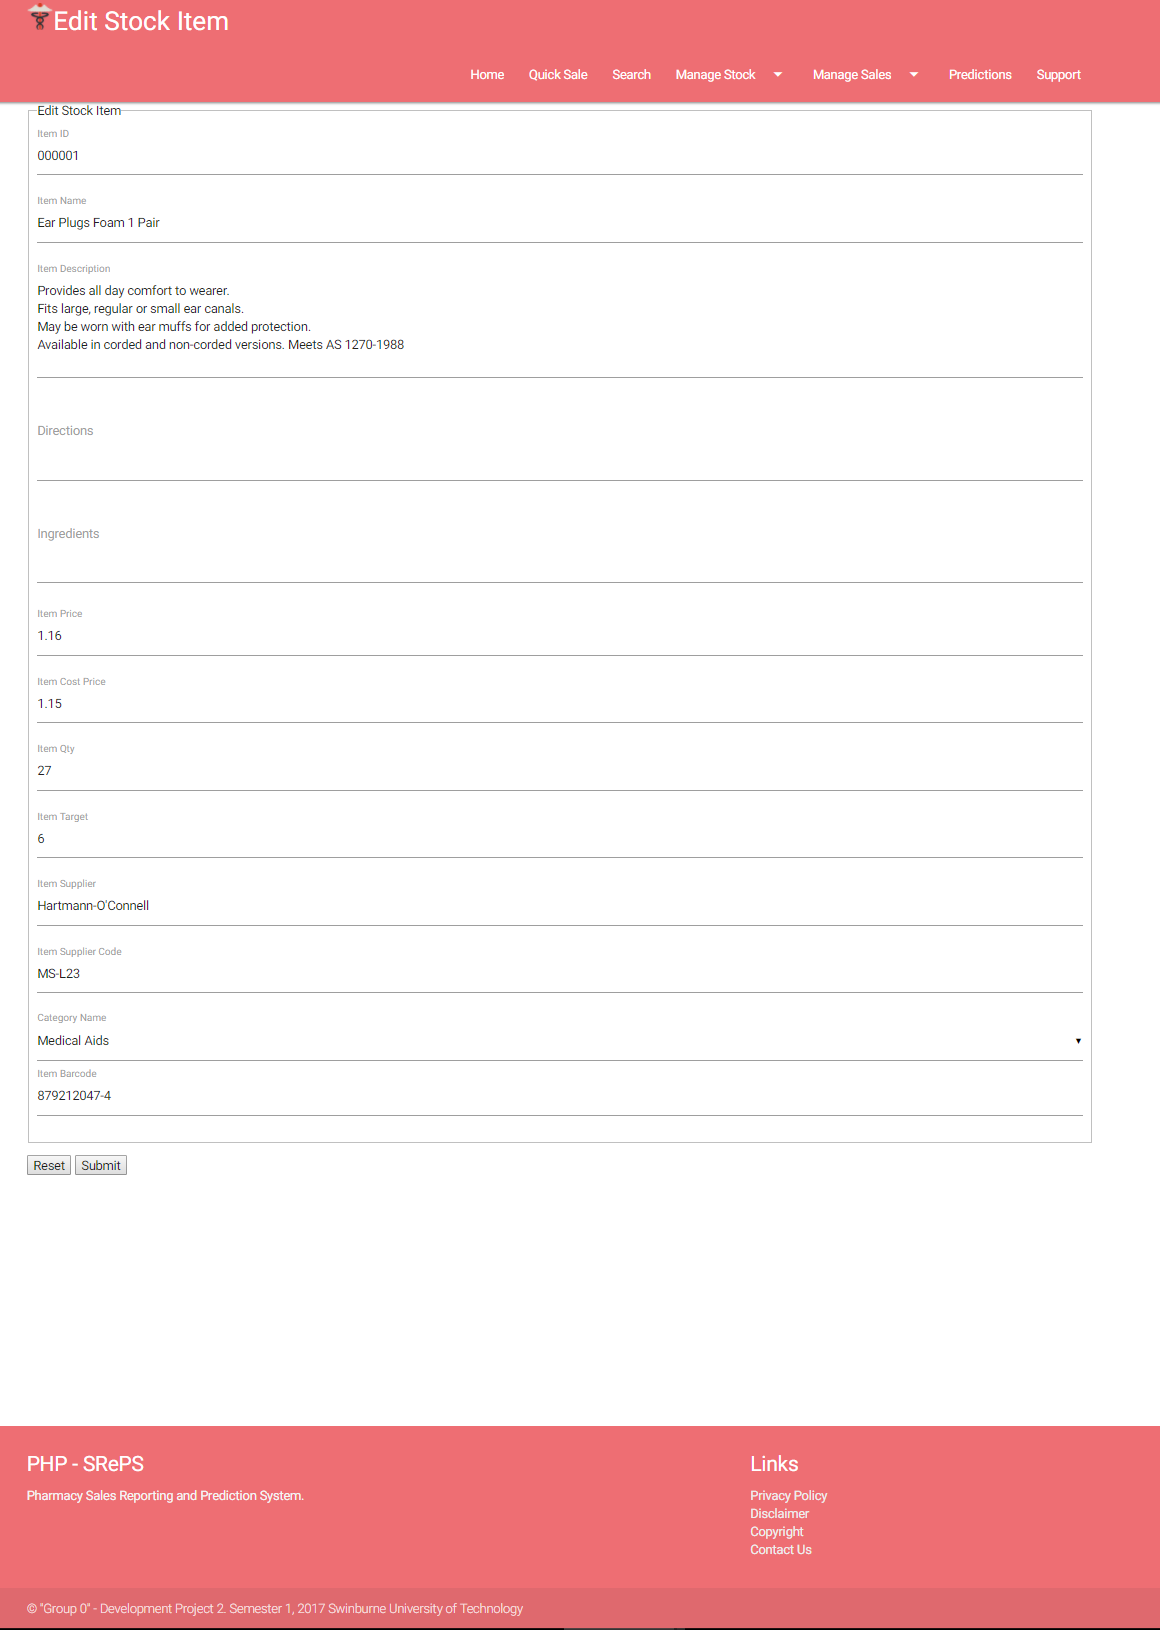 Edit Stock Item
Home Quick Sale Search Manage Stock Manage Sales Predictions Support
Edit Stock Item
Item ID
000001
Item Name
Ear Plugs Foam 1 Pair
Item Description
Provides all day comfort to wearer.
Fits large, regular or small ear canals.
May be worn with ear muffs for added protection.
Available in corded and non-corded versions. Meets AS 1270-1988
Directions
Ingredients
Item Price
1.16
Item Cost Price
1.15
Item Qty
27
Item Target
6
Item Supplier
Hartmann-O'Connell
Item Supplier Code
MS-L23
Category Name
Medical Aids
Item Barcode
879212047-4
Reset Submit
PHP - SRePS
Pharmacy Sales Reporting and Prediction System.
Links
Privacy Policy
Disclaimer
Copyright
Contact Us
© "Group 0" - Development Project 2. Semester 1, 2017 Swinburne University of Technology